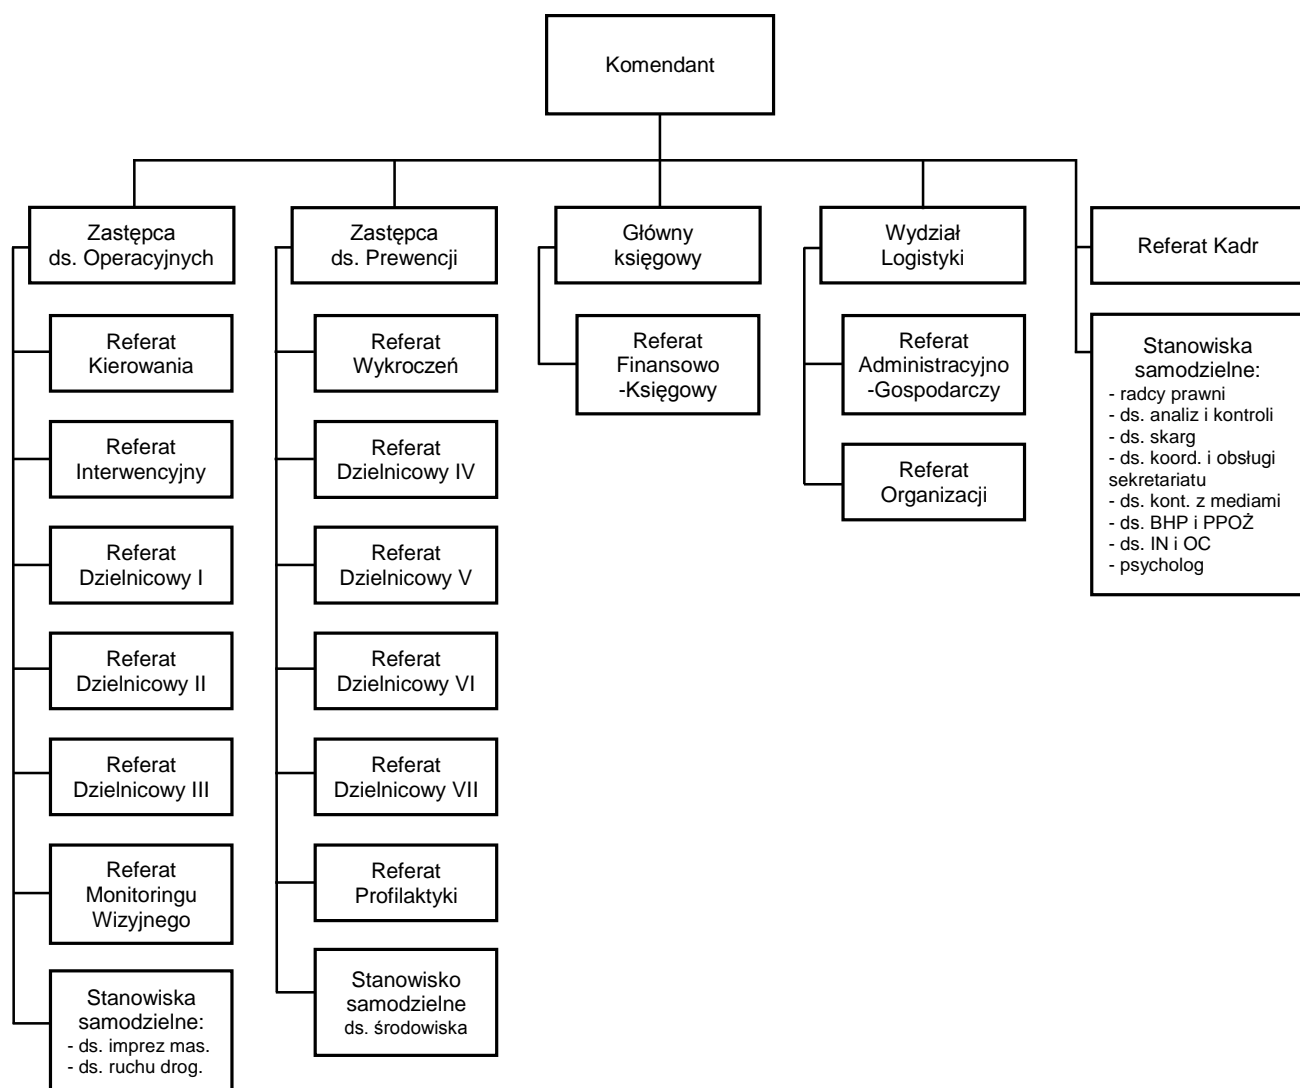 Komendant
Zastępca
ds. Operacyjnych
Zastępca
ds. Prewencji
Główny
księgowy
Wydział
Logistyki
Referat Kadr
Referat
Kierowania
Referat
Interwencyjny
Referat
Dzielnicowy I
Referat
Dzielnicowy II
Referat
Dzielnicowy III
Referat
Monitoringu
Wizyjnego
Stanowiska
samodzielne:
- ds. imprez mas.
- ds. ruchu drog.
Referat
Wykroczeń
Referat
Dzielnicowy IV
Referat
Dzielnicowy V
Referat
Dzielnicowy VI
Referat
Dzielnicowy VII
Referat
Profilaktyki
Stanowisko
samodzielne
ds. środowiska
Referat
Finansowo
-Księgowy
Referat
Administracyjno
-Gospodarczy
Referat
Organizacji
Stanowiska
samodzielne:
- radcy prawni
- ds. analiz i kontroli
- ds. skarg
- ds. koord. i obsługi
sekretariatu
- ds. kont. z mediami
- ds. BHP i PPOŻ
- ds. IN i OC
- psycholog